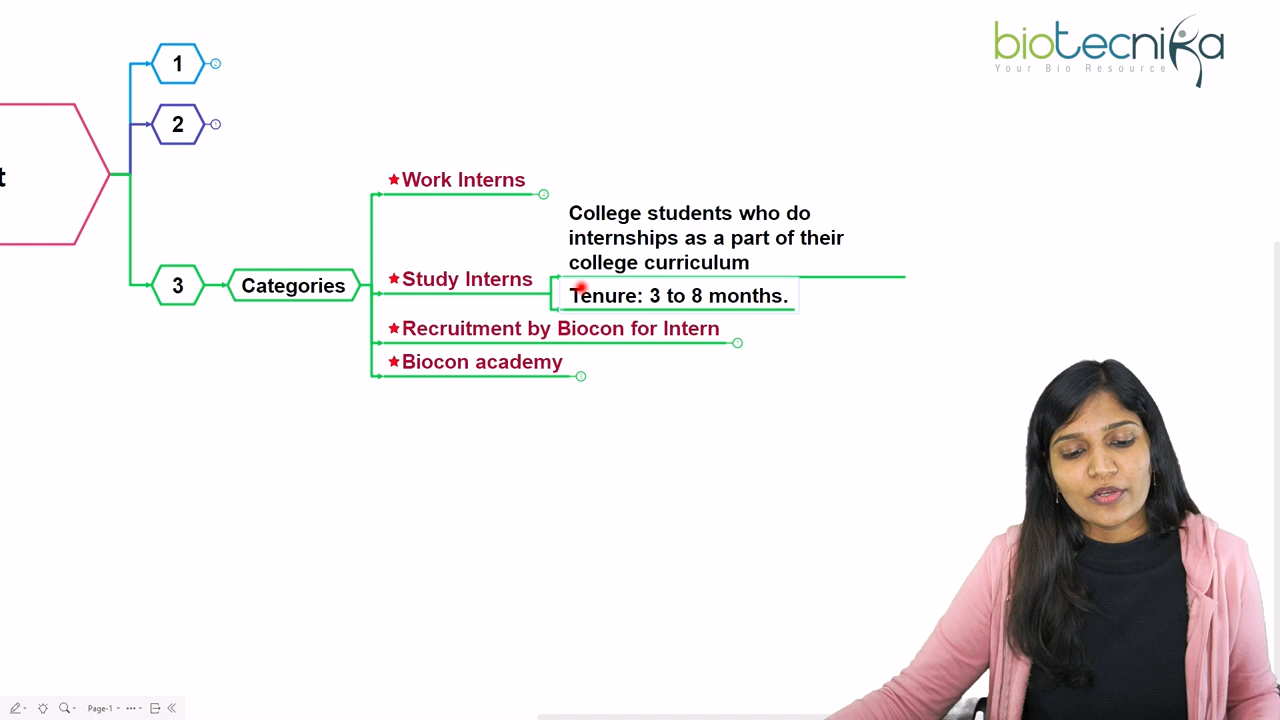 biotecnika
Your Bio Resource
t
1
2
3
Categories
Work Interns
Study Interns
College students who do
internships as a part of their
college curriculum
Tenure: 3 to 8 months.
Recruitment by Biocon for Intern
Biocon academy
Page-1